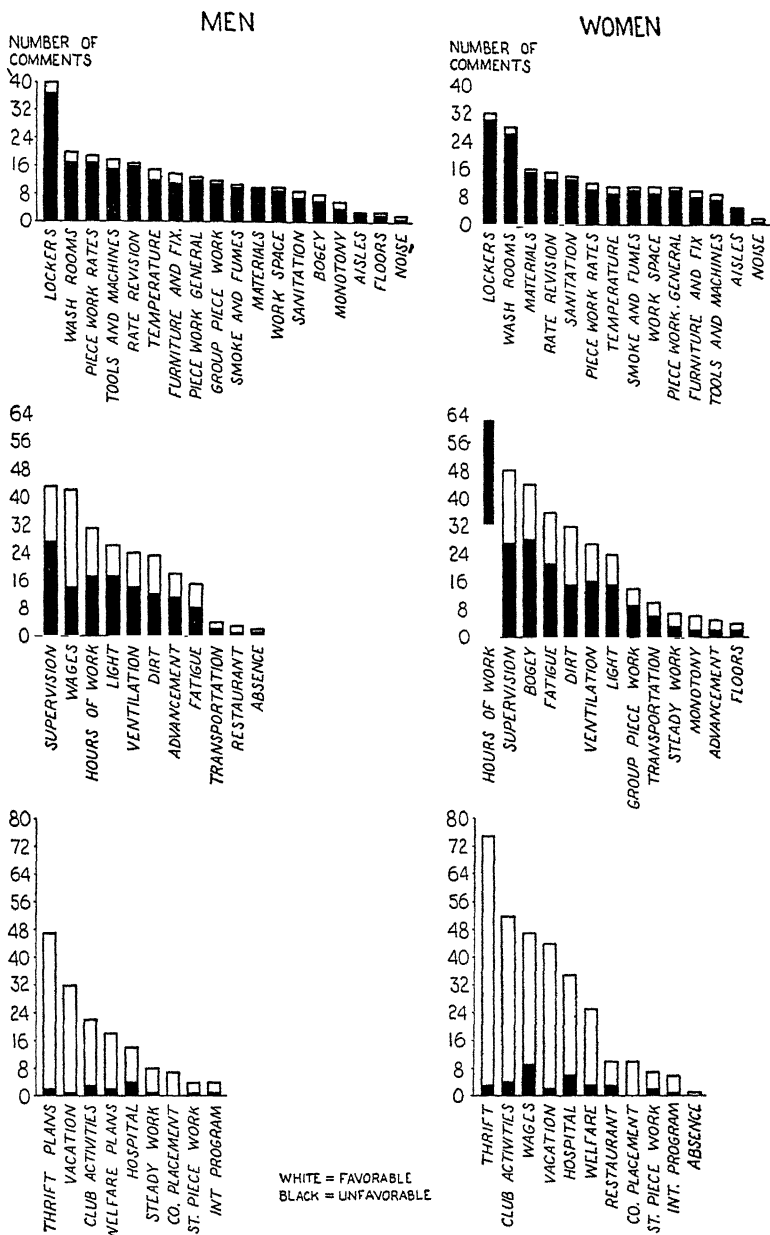 MEN
NUMBER OF
COMMENTS
40
32
24
16
8
0
LOCKERS
WASH ROOMS
PIECE WORK RATES
TOOLS AND MACHINES
RATE REVISION
TEMPERATURE
FURNITURE AND FIX.
PIECE WORK GENERAL
GROUP PIECE WORK
SMOKE AND FUMES
MATERIALS
WORK SPACE
SANITATION
BOGEY
MONOTONY
AISLES
FLOORS
NOISE
WOMEN
NUMBER OF
COMMENTS
40
32
24
16
8
0
LOCKERS
WASH ROOMS
MATERIALS
RATE REVISION
SANITATION
PIECE WORK RATES
TEMPERATURE
SMOKE AND FUMES
WORK SPACE
PIECE WORK. GENERAL
FURNITURE AND FIX
TOOLS AND MACHINES
AISLES
NOISE
64
56
48
40
32
24
16
8
0
SUPERVISION
WAGES
HOURS OF WORK
LIGHT
VENTILATION
DIRT
ADVANCEMENT
FATIGUE
TRANSPORTATION
RESTAURANT
ABSENCE
64
56
48
40
32
24
16
8
0
HOURS OF WORK
SUPERVISION
BOGEY
FATIGUE
DIRT
VENTILATION
LIGHT
GROUP PIECE WORK
TRANSPORTATION
STEADY WORK
MONOTONY
ADVANCEMENT
FLOORS
80
72
64
56
48
40
32
24
16
8
0
THRIFT PLANS
VACATION
CLUB ACTIVITIES
WELFARE PLANS
HOSPITAL
STEADY WORK
CO. PLACEMENT
ST. PIECE WORK
INT PROGRAM
80
72
64
56
48
40
32
24
16
8
0
THRIFT
CLUB ACTIVITIES
WAGES
VACATION
HOSPITAL
WELFARE
RESTAURANT
CO. PLACEMENT
ST. PIECE WORK
INT. PROGRAM
ABSENCE
WHITE = FAVORABLE
BLACK = UNFAVORABLE